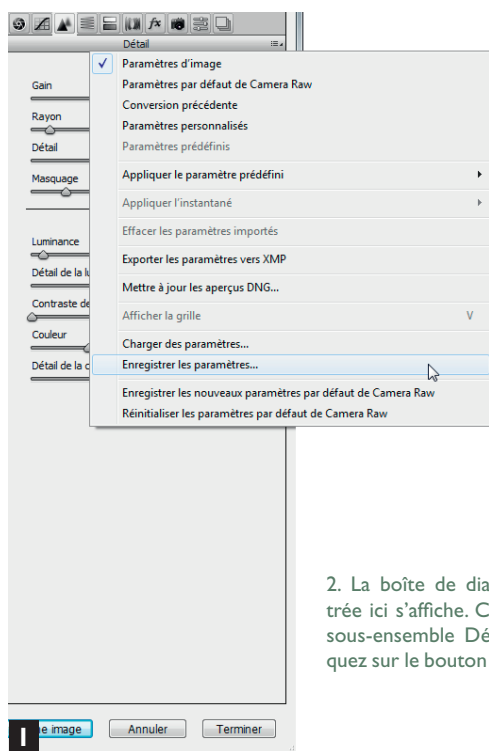 Détail
Paramètres d'image
Paramètres par défaut de Camera Raw
Conversion précédente
Paramètres personnalisés
Paramètres prédéfinis
Appliquer le paramètre prédéfini
Appliquer l'instantané
Effacer les paramètres importés
Exporter les paramètres vers XMP
Mettre à jour les aperçus DNG...
Afficher la grille V
Charger des paramètres...
Enregistrer les paramètres...
Enregistrer les nouveaux paramètres par défaut de Camera Raw
Réinitialiser les paramètres par défaut de Camera Raw
Gain
Rayon
Détail
Masquage
Luminance
Détail de la lu
Contraste de
Couleur
Détail de la c
2. La boîte de dia
trée ici s'affiche. C
sous-ensemble Dé
quez sur le bouton
e image Annuler Terminer
1